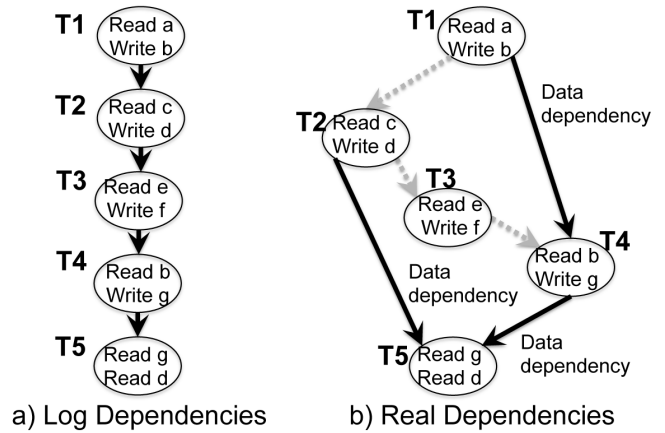 T1
Read a
Write b
T2
Read c
Write d
T3
Read e
Write f
T4
Read b
Write g
T5
Read g
Read d
a) Log Dependencies
T1
Read a
Write b
Data
dependency
T2
Read c
Write d
T3
Read e
Write f
T4
Read b
Write g
Data
dependency
T5
Read g
Read d
Data
dependency
b) Real Dependencies